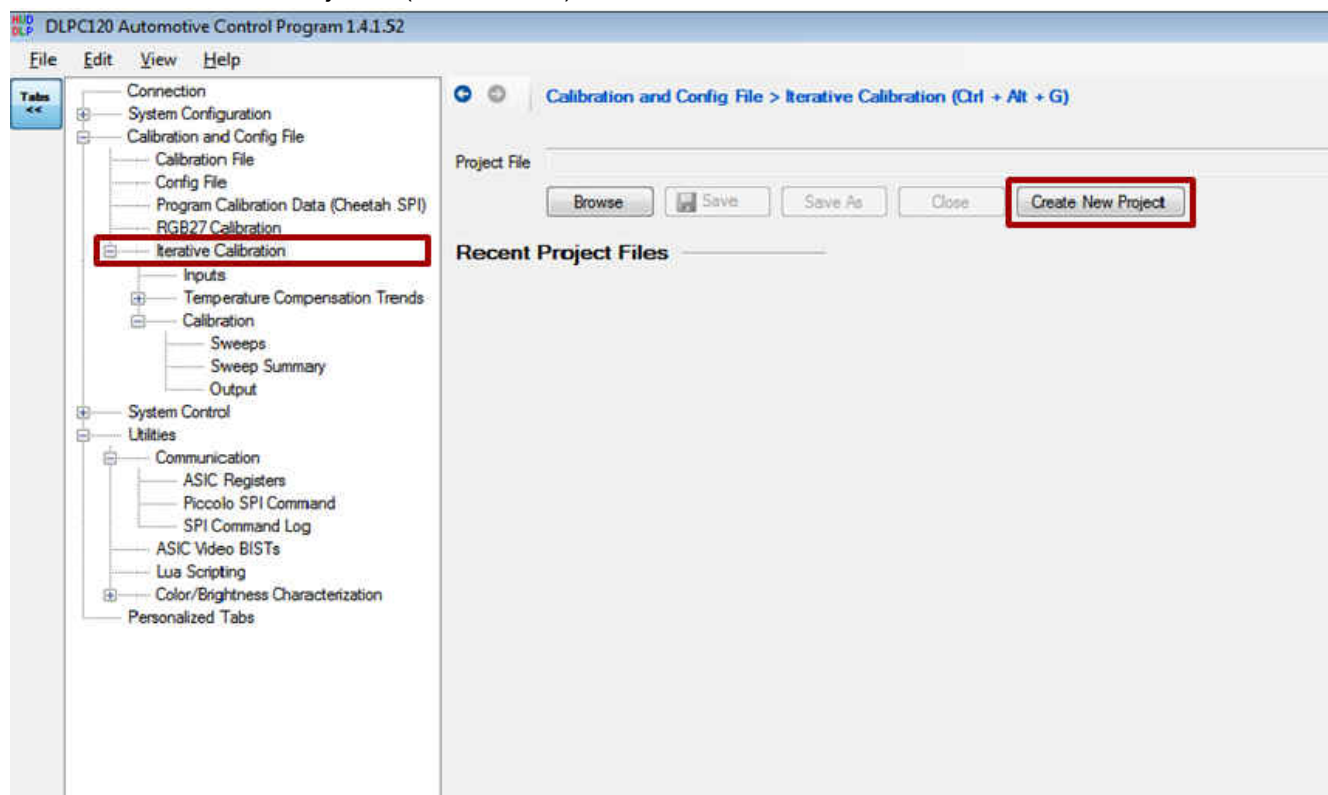 HUD DLP DLPC120 Automotive Control Program 1.4.1.52
File Edit View Help
Tabs <<
Connection
System Configuration
Calibration and Config File
Calibration File
Config File
Program Calibration Data (Cheetah SPI)
RGB27 Calibration
Iterative Calibration
Inputs
Temperature Compensation Trends
Calibration
Sweeps
Sweep Summary
Output
System Control
Utilities
Communication
ASIC Registers
Piccolo SPI Command
SPI Command Log
ASIC Video BISTs
Lua Scripting
Color/Brightness Characterization
Personalized Tabs
Calibration and Config File > Iterative Calibration (Ctrl + Alt + G)
Project File
Browse Save Save As Close Create New Project
Recent Project Files